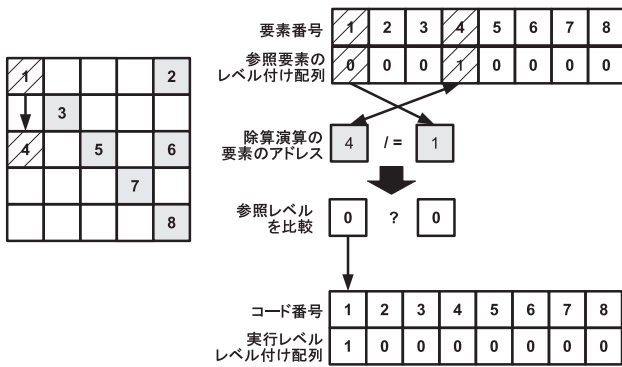 1 2
3
4 5 6
7
8
要素番号 1 2 3 4 5 6 7 8
参照要素の
レベル付け配列 0 0 0 1 0 0 0 0
除算演算の
要素のアドレス 4 /= 1
参照レベル
を比較 0 ? 0
コード番号 1 2 3 4 5 6 7 8
実行レベル
レベル付け配列 1 0 0 0 0 0 0 0